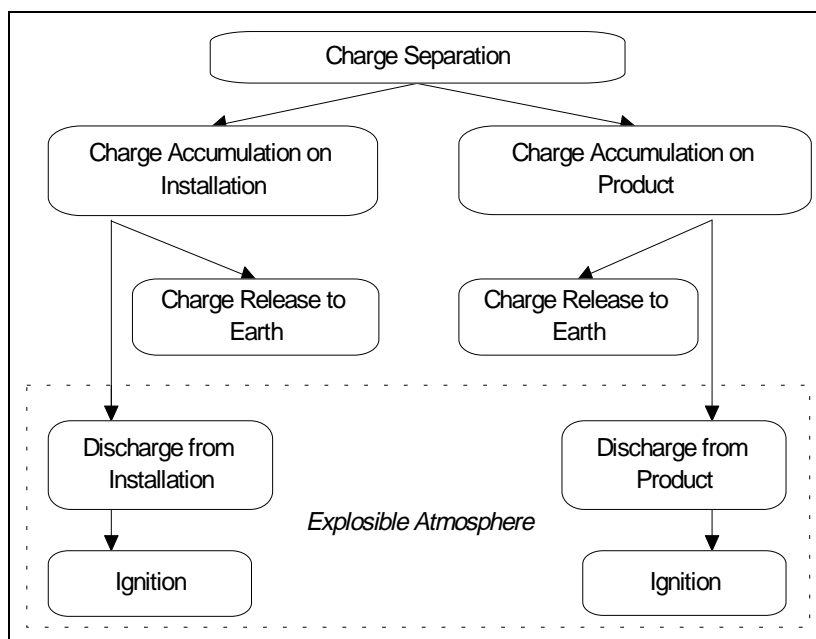 Charge Separation
Charge Accumulation on
Installation
Charge Accumulation on
Product
Charge Release to
Earth
Charge Release to
Earth
Discharge from
Installation
Discharge from
Product
Explosible Atmosphere
Ignition
Ignition